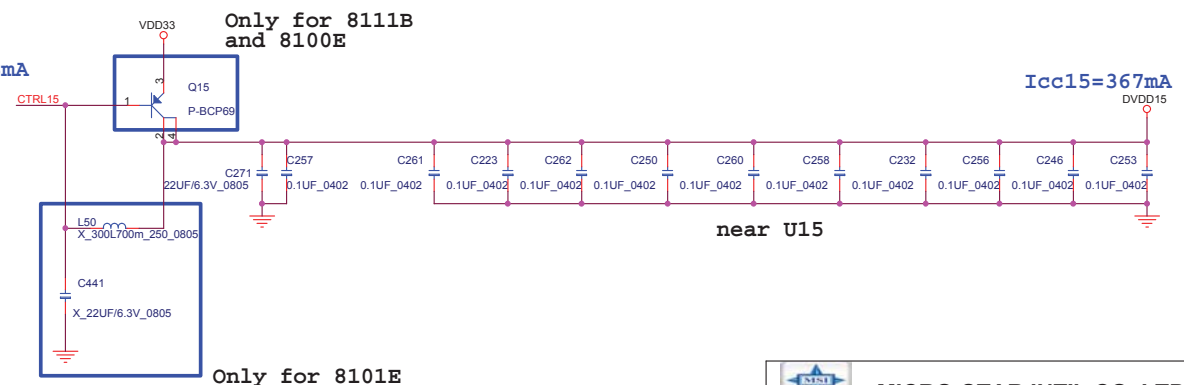 Only for 8111B
and 8100E
VDD33
mA
CTRL15
1
3
Q15
P-BCP69
2
4
Icc15=367mA
DVDD15
C271
22UF/6.3V_0805
C257
0.1UF_0402
C261
0.1UF_0402
C223
0.1UF_0402
C262
0.1UF_0402
C250
0.1UF_0402
C260
0.1UF_0402
C258
0.1UF_0402
C232
0.1UF_0402
C256
0.1UF_0402
C246
0.1UF_0402
C253
0.1UF_0402
near U15
L50
X_300L700m_250_0805
C441
X_22UF/6.3V_0805
Only for 8101E
MSI